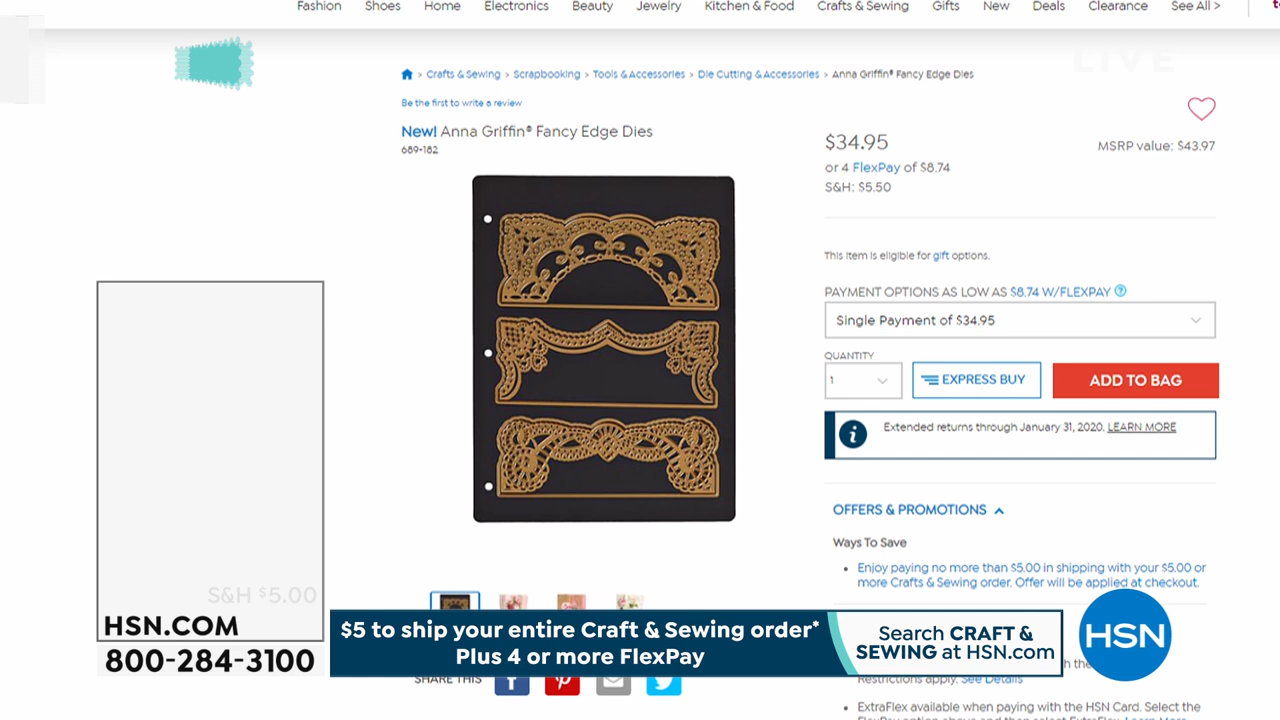 Fashion Shoes Home Electronics Beauty Jewelry Kitchen & Food Crafts & Sewing Gifts New Deals Clearance See All >
LIVE
> Crafts & Sewing > Scrapbooking > Tools & Accessories > Die Cutting & Accessories > Anna Griffin® Fancy Edge Dies
Be the first to write a review
New! Anna Griffin® Fancy Edge Dies
689-182
$34.95
MSRP value: $43.97
or 4 FlexPay of $8.74
S&H: $5.50
This item is eligible for gift options.
PAYMENT OPTIONS AS LOW AS $8.74 W/FLEXPAY ?
Single Payment of $34.95
QUANTITY
1
EXPRESS BUY
ADD TO BAG
i Extended returns through January 31, 2020. LEARN MORE
OFFERS & PROMOTIONS
Ways To Save
• Enjoy paying no more than $5.00 in shipping with your $5.00 or
more Crafts & Sewing order. Offer will be applied at checkout.
S&H $5.00
HSN.COM
800-284-3100
$5 to ship your entire Craft & Sewing order*
Plus 4 or more FlexPay
Search CRAFT &
SEWING at HSN.com
HSN
SHARE THIS
Restrictions apply. See Details
• ExtraFlex available when paying with the HSN Card. Select the